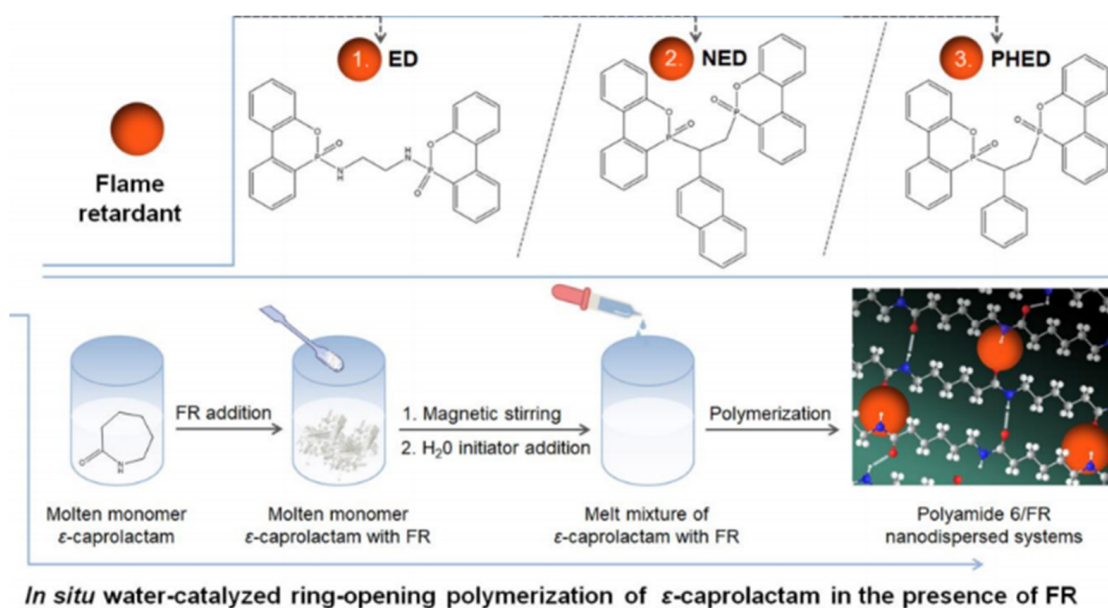 1. ED
2. NED
3. PHED
Flame
retardant
O
P
O
N
H
H
N
O
P
O
O
P
O
O
P
O
O
P
O
O
P
O
FR addition
1. Magnetic stirring
2. H₂0 initiator addition
Polymerization
O
N
H
Molten monomer
ε-caprolactam
Molten monomer
ε-caprolactam with FR
Melt mixture of
ε-caprolactam with FR
Polyamide 6/FR
nanodispersed systems
In situ water-catalyzed ring-opening polymerization of ε-caprolactam in the presence of FR